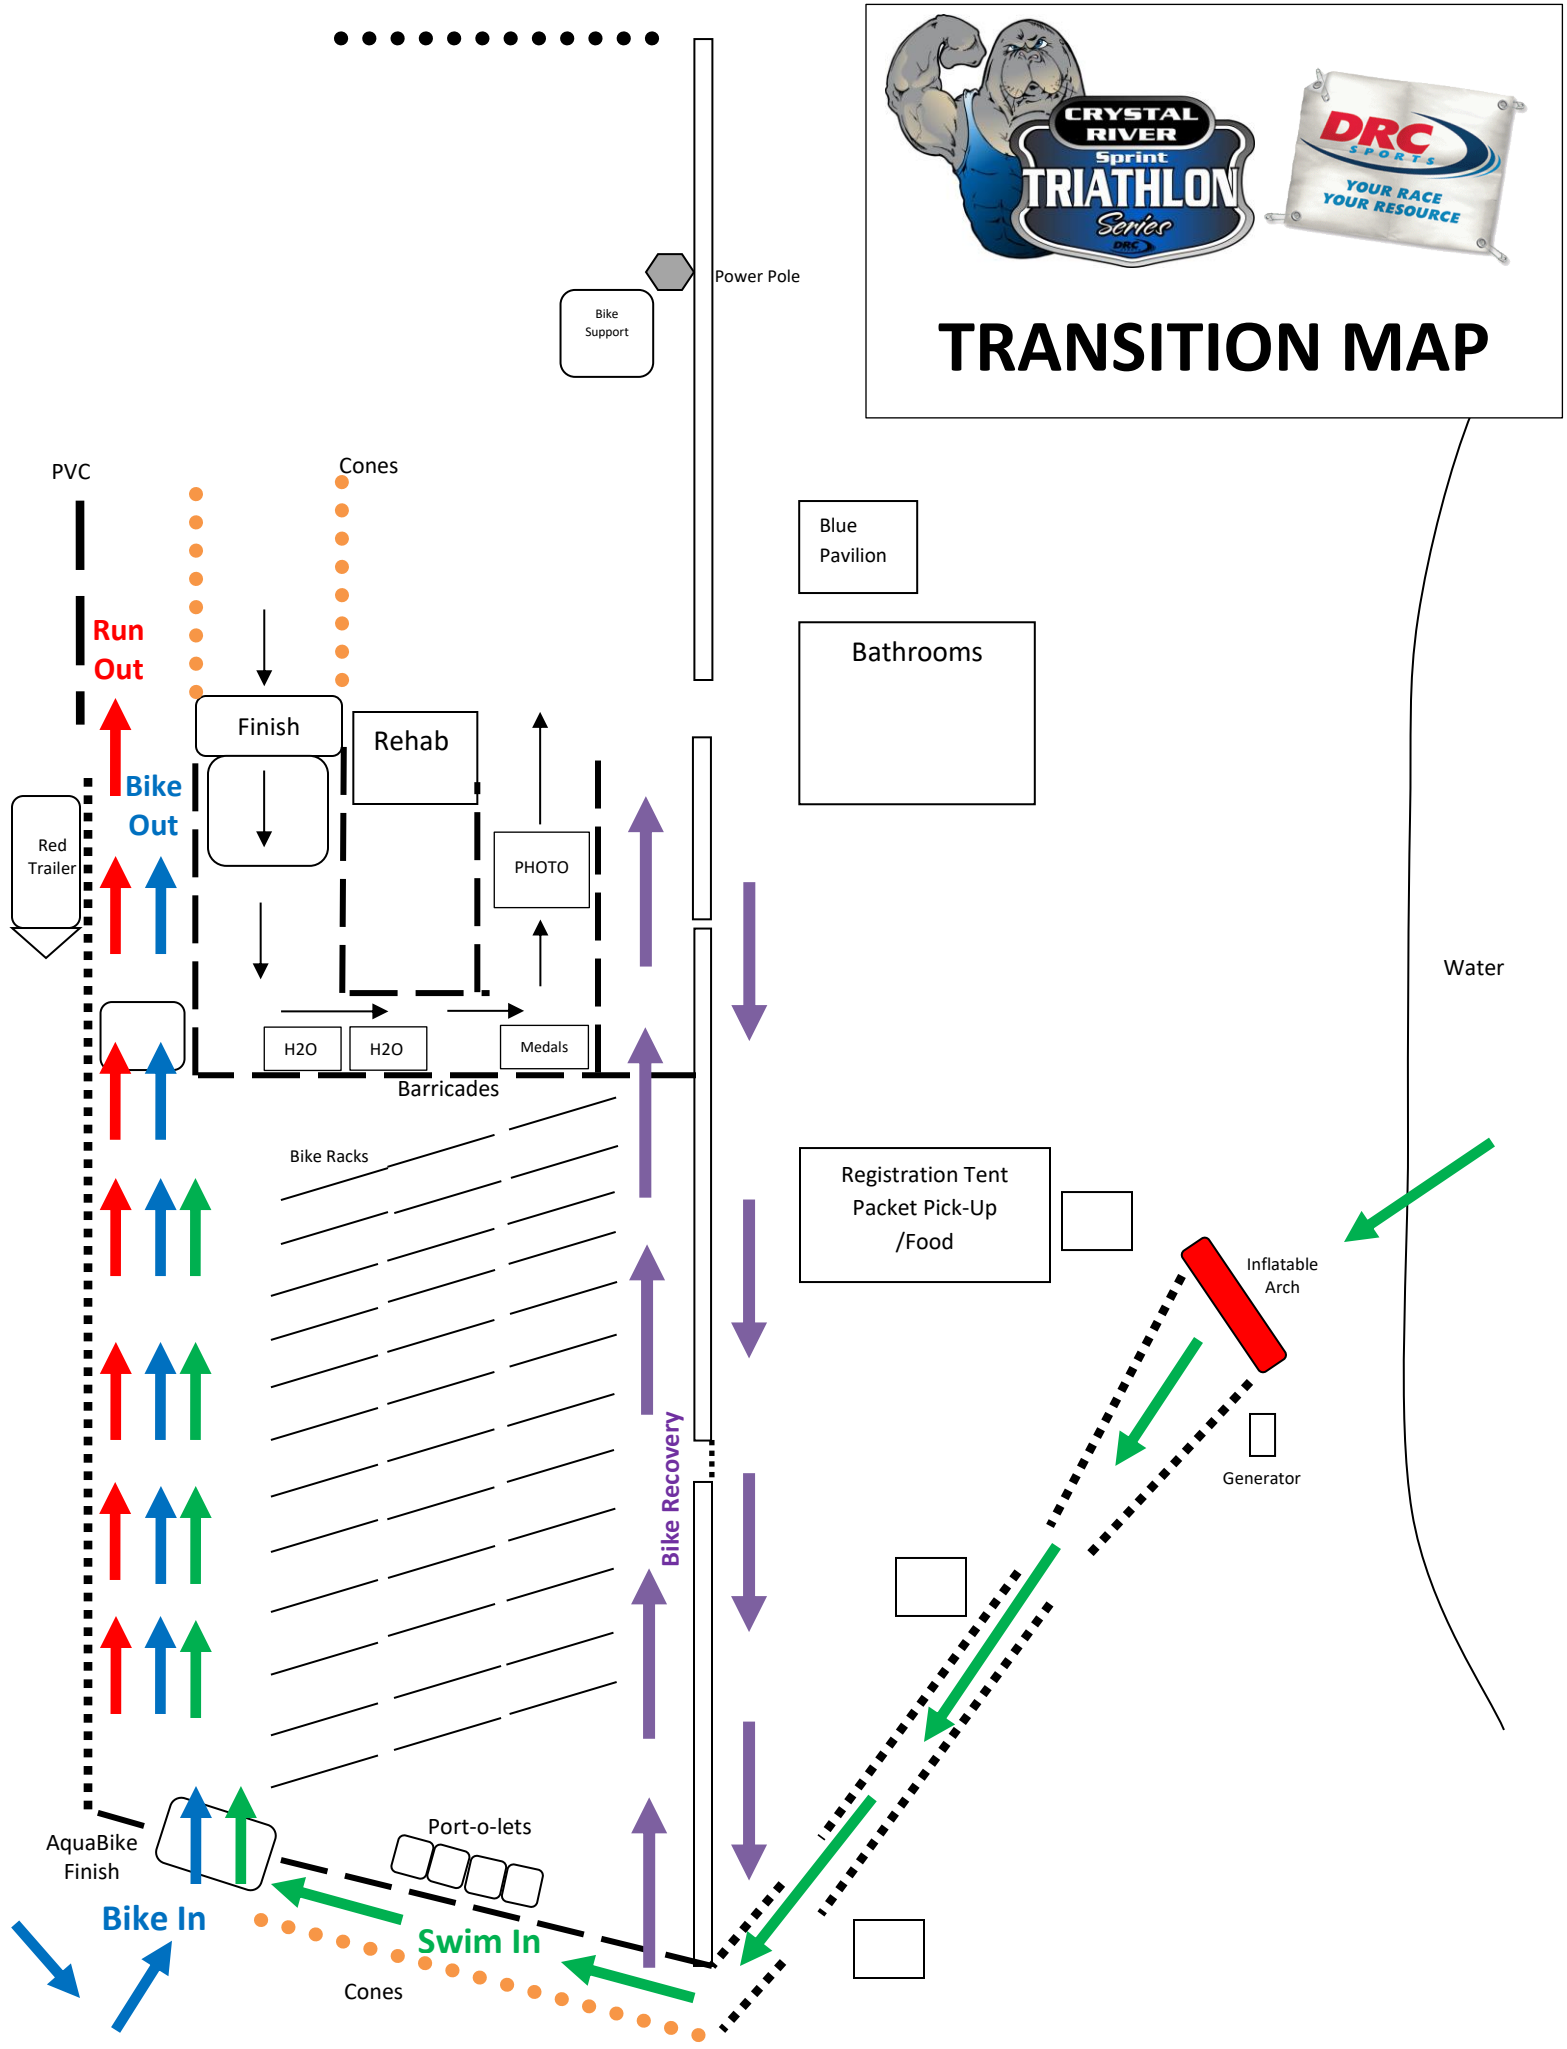 CRYSTAL
RIVER
Sprint
TRIATHLON
Series
DRC
DRC
SPORTS
YOUR RACE
YOUR RESOURCE
TRANSITION MAP
Power Pole
Bike
Support
PVC
Cones
Blue
Pavilion
Run
Out
Bathrooms
Finish
Rehab
Bike
Out
Red
Trailer
PHOTO
Water
H2O
H2O
Medals
Barricades
Bike Racks
Registration Tent
Packet Pick-Up
/Food
Inflatable
Arch
Bike Recovery
Generator
Port-o-lets
AquaBike
Finish
Bike In
Swim In
Cones